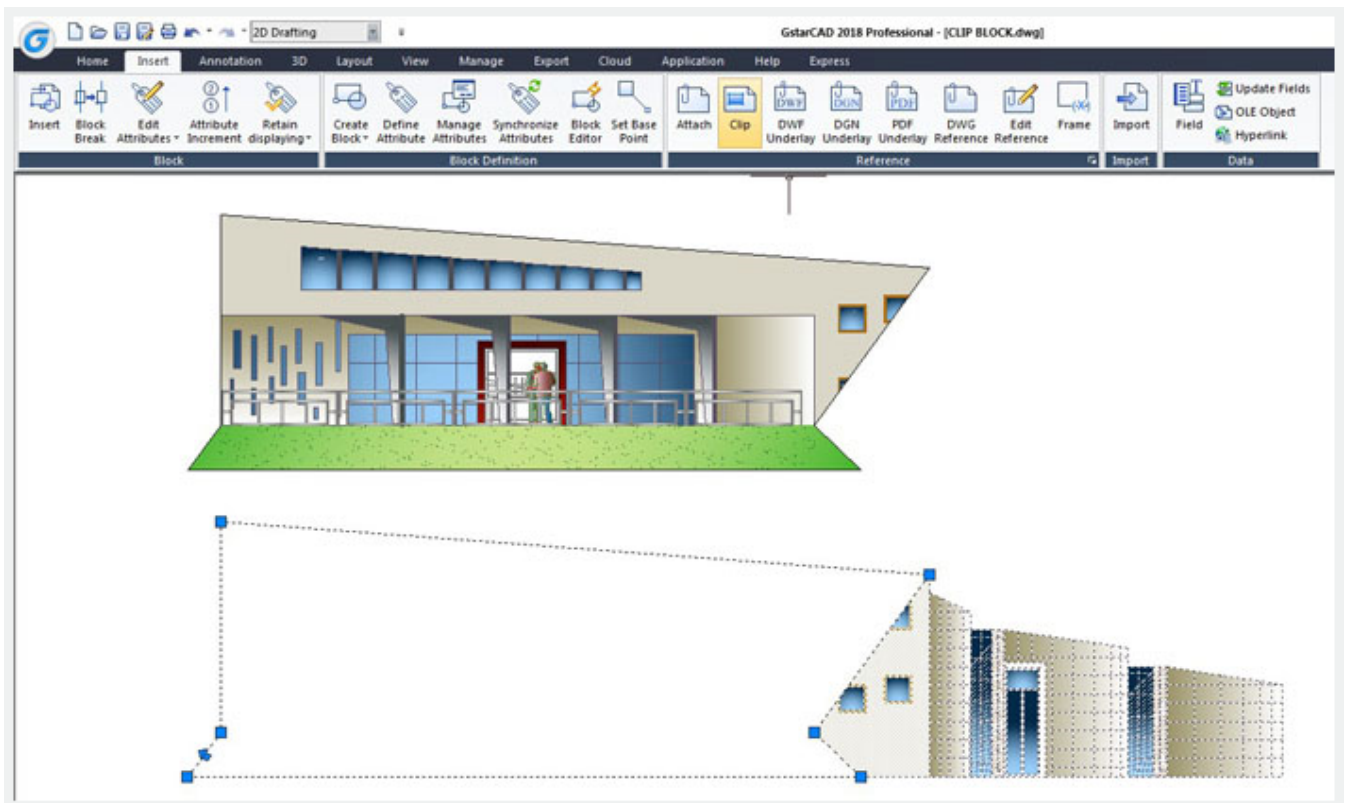 G 2D Drafting GstarCAD 2018 Professional - [CLIP BLOCK.dwg]
Home Insert Annotation 3D Layout View Manage Export Cloud Application Help Express
Insert Block Break Edit Attributes Attribute Increment Retain displaying Create Block Define Attribute Manage Attributes Synchronize Attributes Block Editor Set Base Point Attach Clip DWF Underlay DGN Underlay PDF Underlay DWG Reference Edit Reference Frame Import Field Update Fields
OLE Object
Hyperlink
Block Block Definition Reference Import Data